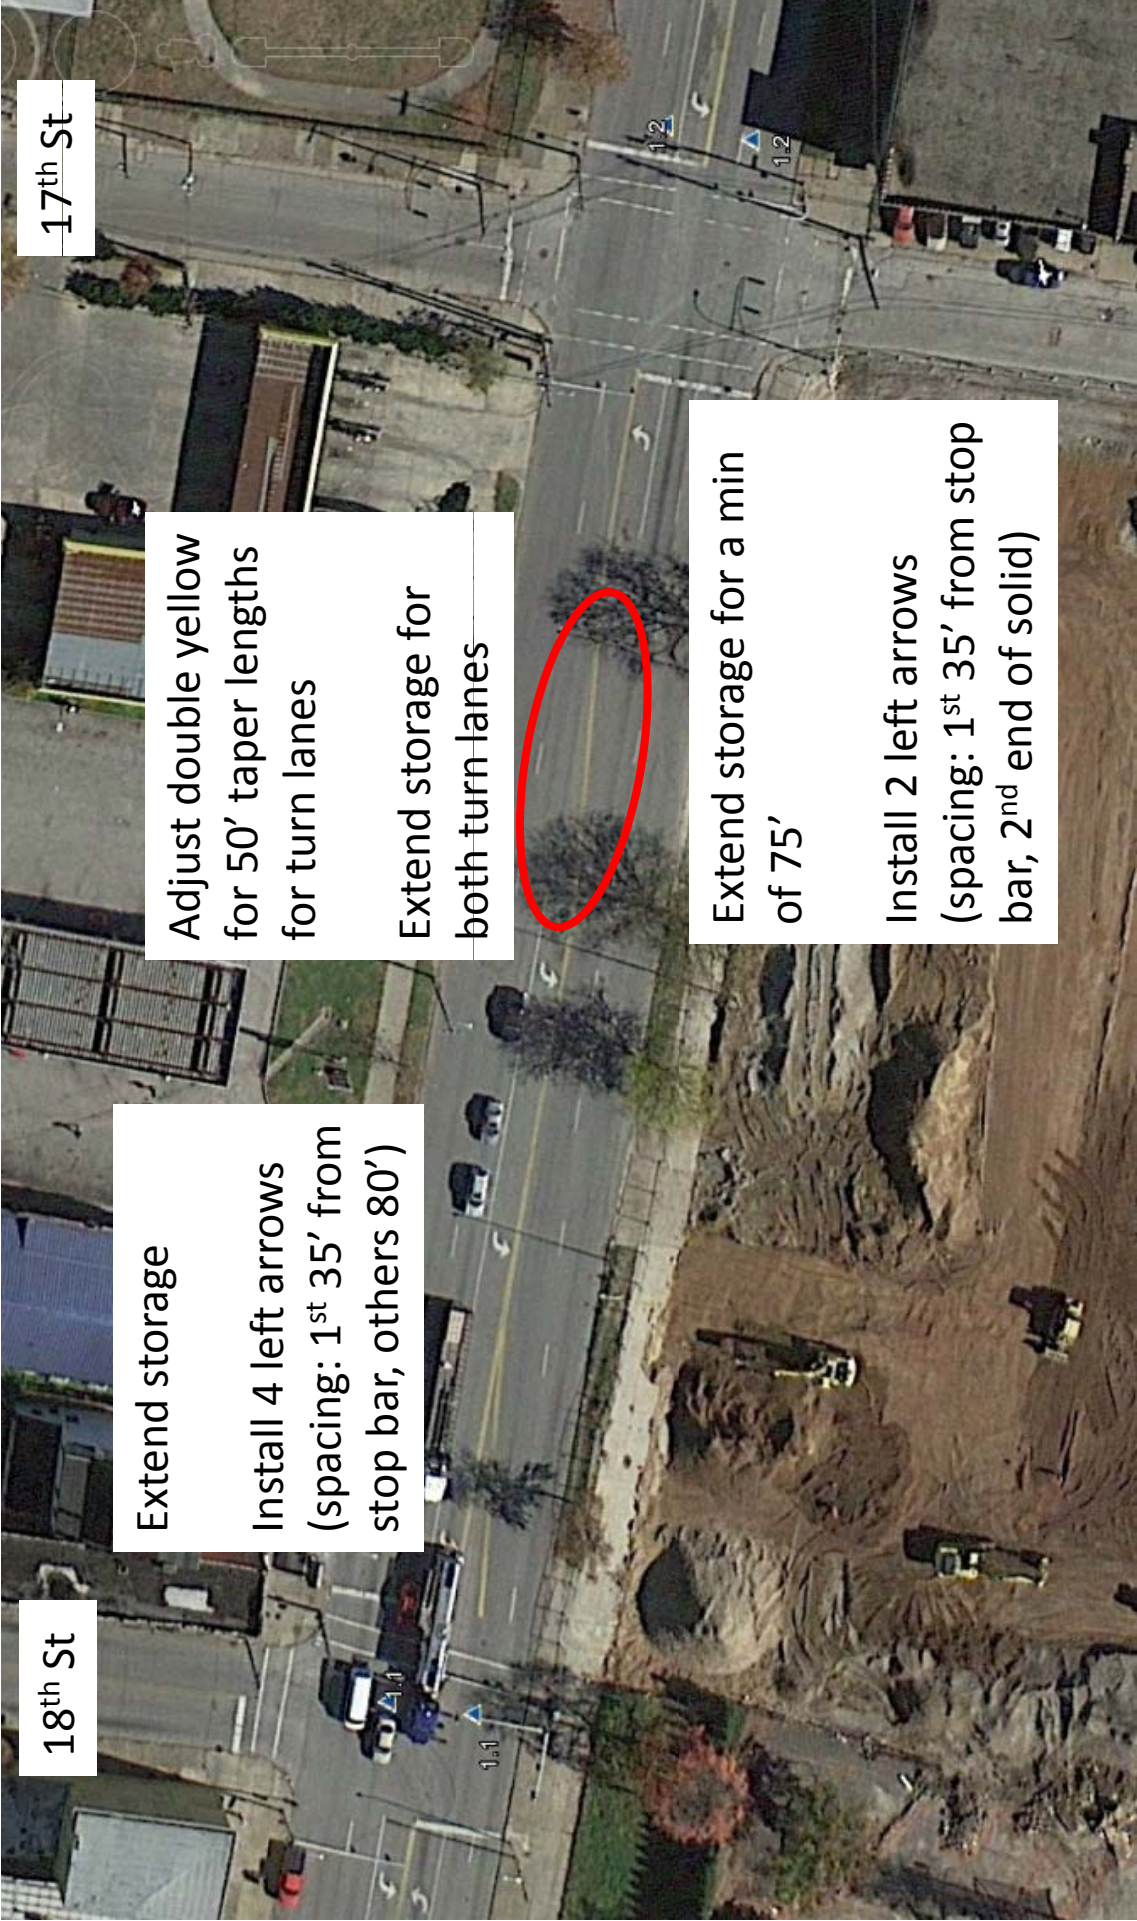 18th St
17th St
Extend storage
Install 4 left arrows
(spacing: 1st 35’ from
stop bar, others 80’)
Adjust double yellow
for 50’ taper lengths
for turn lanes
Extend storage for
both turn lanes
Extend storage for a min
of 75’
Install 2 left arrows
(spacing: 1st 35’ from stop
bar, 2nd end of solid)
1.1
1.1
1.2
1.2